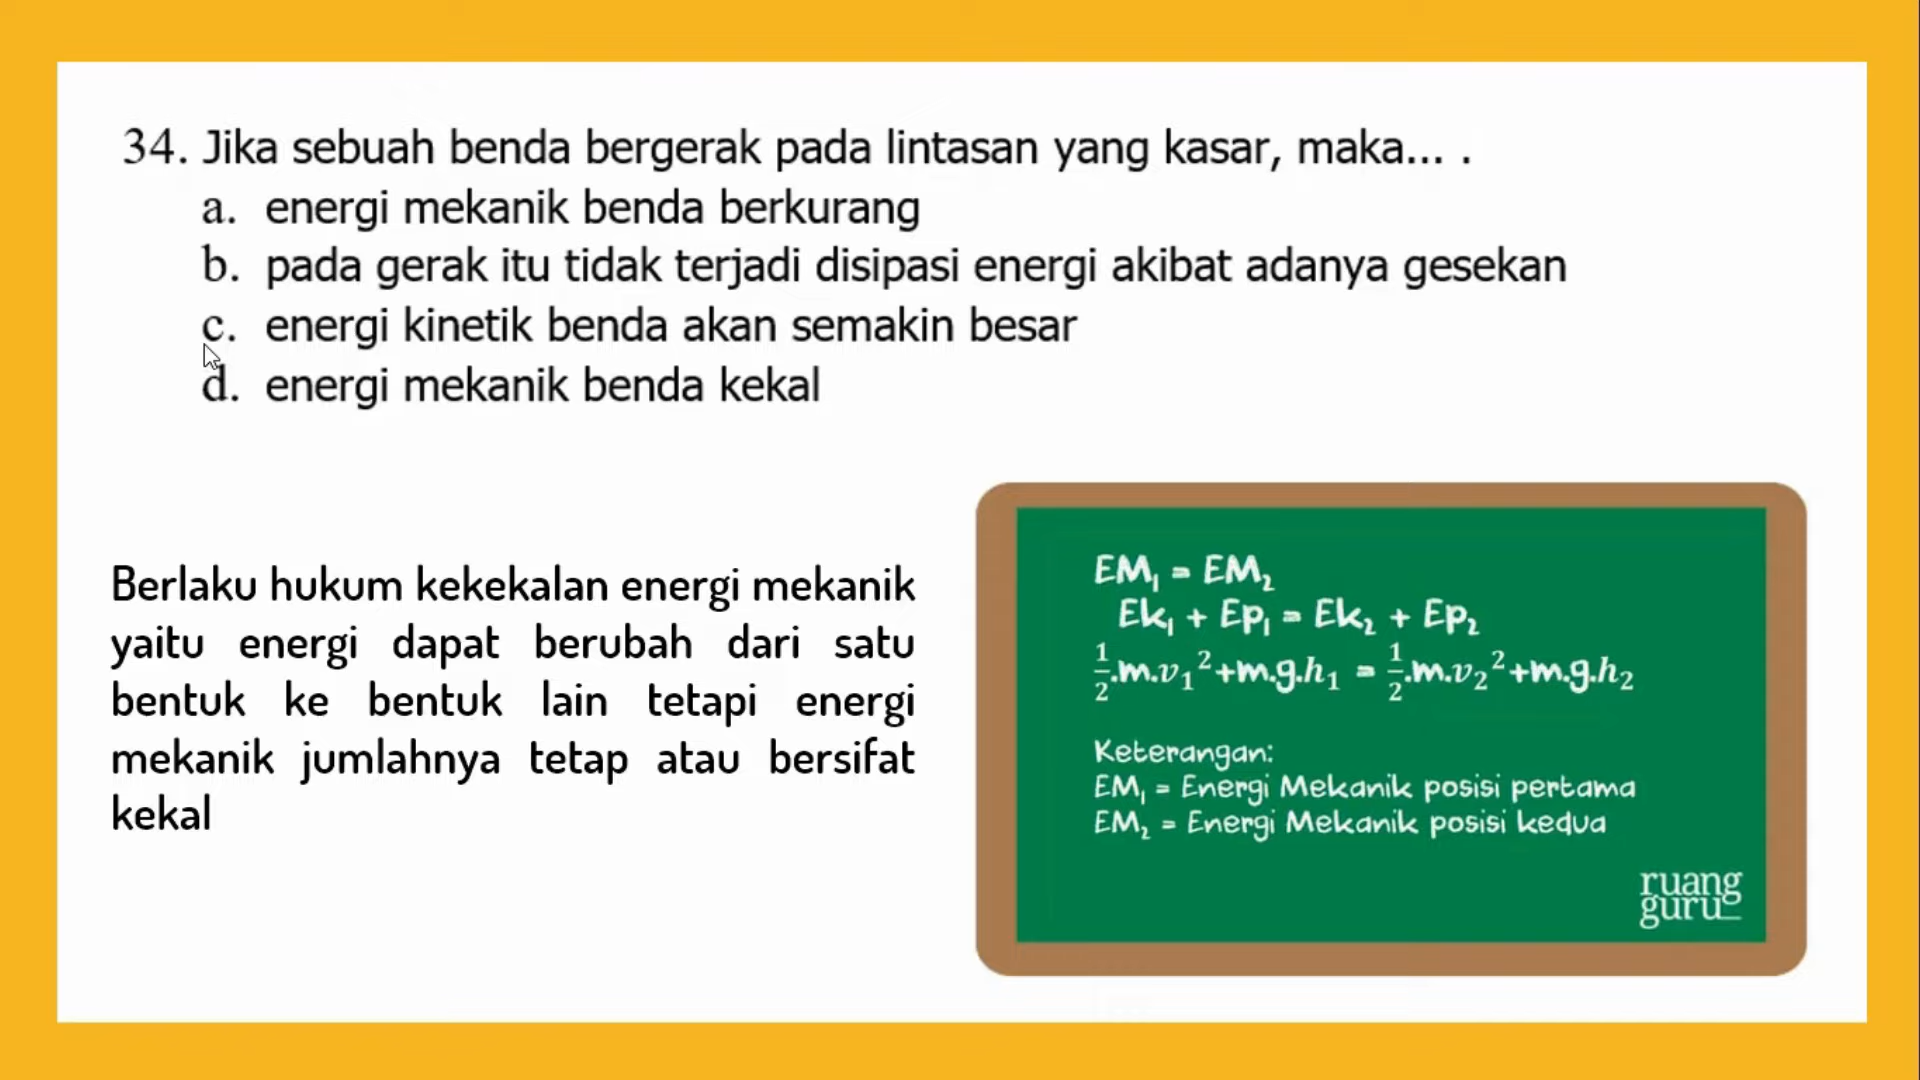 34. Jika sebuah benda bergerak pada lintasan yang kasar, maka... .
a. energi mekanik benda berkurang
b. pada gerak itu tidak terjadi disipasi energi akibat adanya gesekan
c. energi kinetik benda akan semakin besar
d. energi mekanik benda kekal
Berlaku hukum kekekalan energi mekanik
yaitu energi dapat berubah dari satu
bentuk ke bentuk lain tetapi energi
mekanik jumlahnya tetap atau bersifat
kekal
EM₁ = EM₂
Ek₁ + Ep₁ = Ek₂ + Ep₂
½.m.v₁²+m.g.h₁ = ½.m.v₂²+m.g.h₂
Keterangan:
EM₁ = Energi Mekanik posisi pertama
EM₂ = Energi Mekanik posisi kedua
ruang
guru